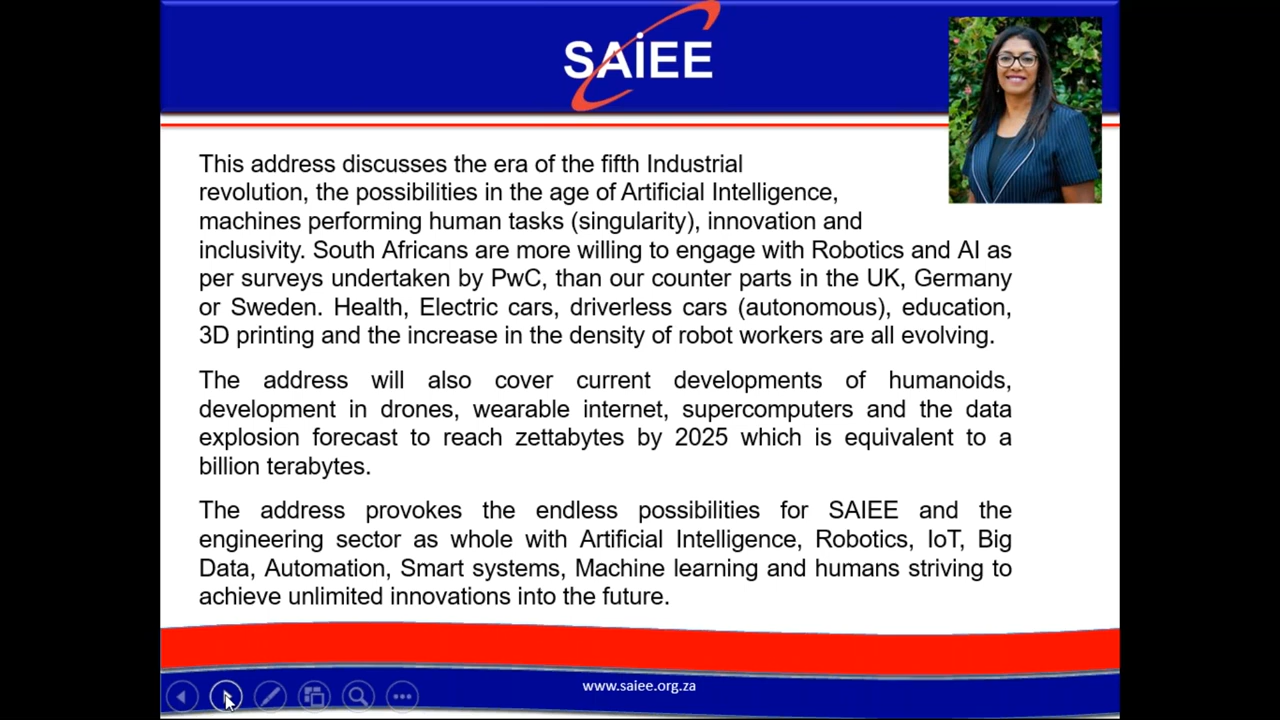 SAiEE
This address discusses the era of the fifth Industrial
revolution, the possibilities in the age of Artificial Intelligence,
machines performing human tasks (singularity), innovation and
inclusivity. South Africans are more willing to engage with Robotics and AI as
per surveys undertaken by PwC, than our counter parts in the UK, Germany
or Sweden. Health, Electric cars, driverless cars (autonomous), education,
3D printing and the increase in the density of robot workers are all evolving.
The address will also cover current developments of humanoids,
development in drones, wearable internet, supercomputers and the data
explosion forecast to reach zettabytes by 2025 which is equivalent to a
billion terabytes.
The address provokes the endless possibilities for SAIEE and the
engineering sector as whole with Artificial Intelligence, Robotics, IoT, Big
Data, Automation, Smart systems, Machine learning and humans striving to
achieve unlimited innovations into the future.
www.saiee.org.za